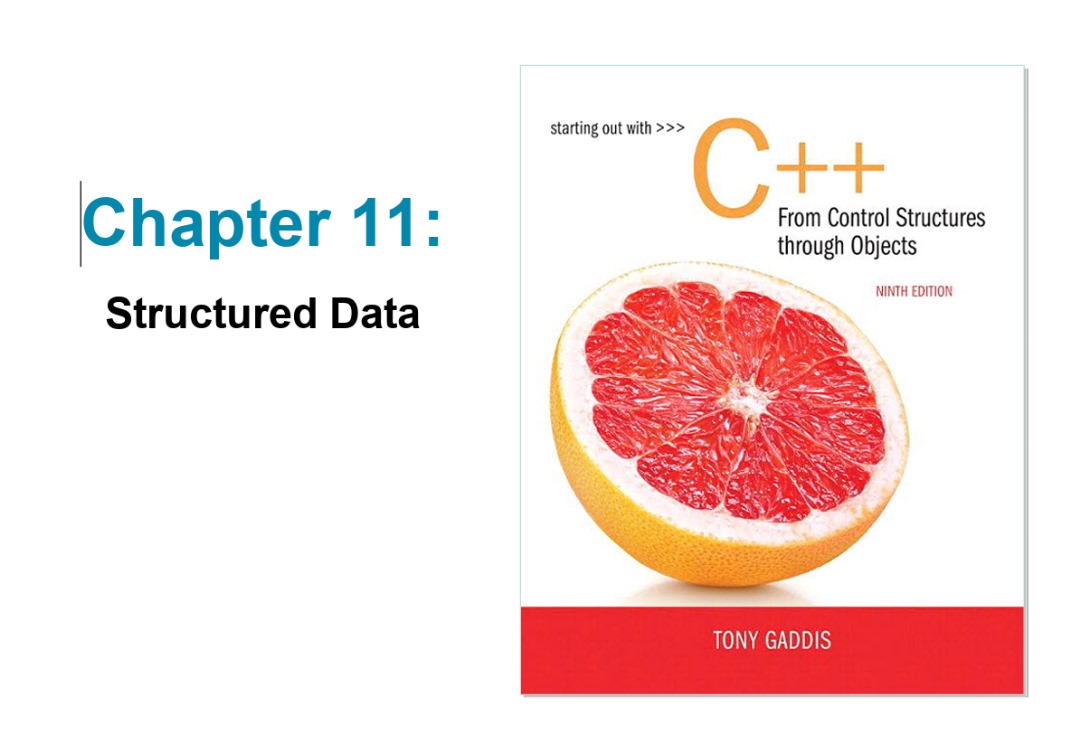 Chapter 11:
Structured Data
starting out with >>>
C++
From Control Structures
through Objects
NINTH EDITION
TONY GADDIS